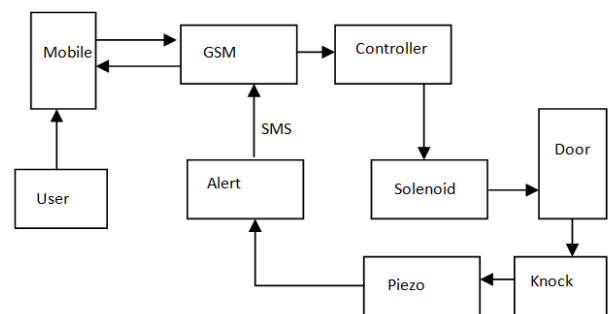 Mobile
GSM
Controller
SMS
Door
User
Alert
Solenoid
Piezo
Knock